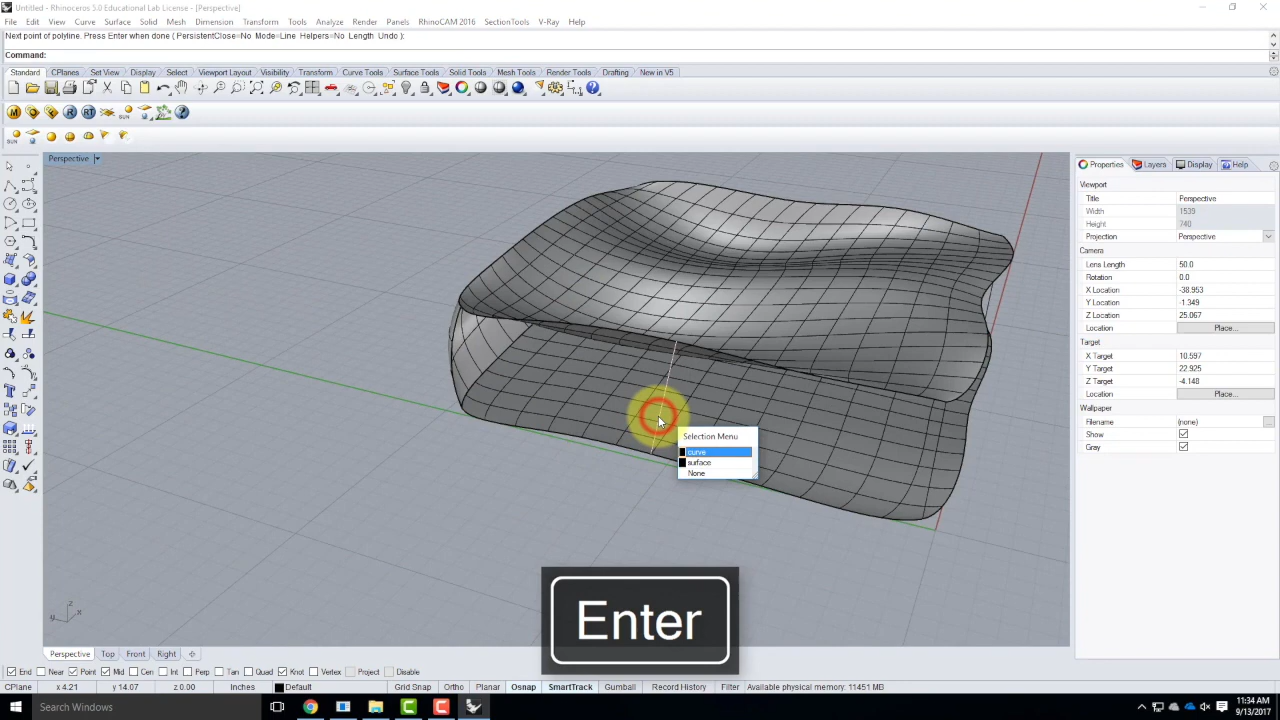 Untitled - Rhinoceros 5.0 Educational Lab License - [Perspective]
File Edit View Curve Surface Solid Mesh Dimension Transform Tools Analyze Render Panels RhinoCAM 2016 SectionTools V-Ray Help
Next point of polyline. Press Enter when done ( PersistentClose=No Mode=Line Helpers=No Length Undo ):
Command:
Standard CPlanes Set View Display Select Viewport Layout Visibility Transform Curve Tools Surface Tools Solid Tools Mesh Tools Render Tools Drafting New in V5
M R RT
SUN
SUN
Perspective
Properties Layers Display Help
Viewport
Title Perspective
Width 1539
Height 740
Projection Perspective
Camera
Lens Length 50.0
Rotation 0.0
X Location -38.953
Y Location -1.349
Z Location 25.067
Location Place...
Target
X Target 10.597
Y Target 22.925
Z Target -4.148
Location Place...
Wallpaper
Filename (none) ...
Show
Gray
Selection Menu
curve
surface
None
Enter
z
y x
Perspective Top Front Right
End Near Point Mid Cen Int Perp Tan Quad Knot Vertex Project Disable
CPlane x 4.21 y 14.07 z 0.00 Inches Default Grid Snap Ortho Planar Osnap SmartTrack Gumball Record History Filter Available physical memory: 11451 MB
Search Windows
11:34 AM
9/13/2017